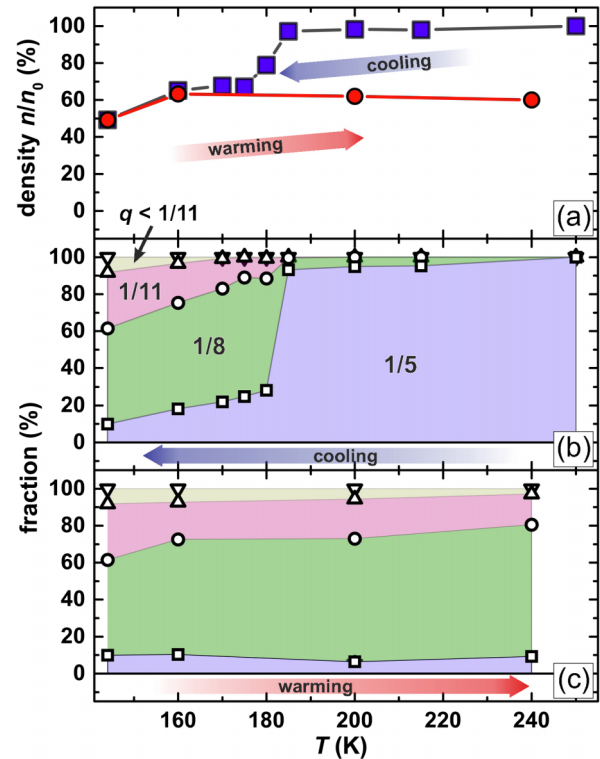 density n/n0 (%)
100
80
60
40
20
0
cooling
warming
(a)
fraction (%)
q < 1/11
100
80
60
40
20
0
1/11
1/8
1/5
(b)
cooling
100
80
60
40
20
0
(c)
warming
160 180 200 220 240
T (K)